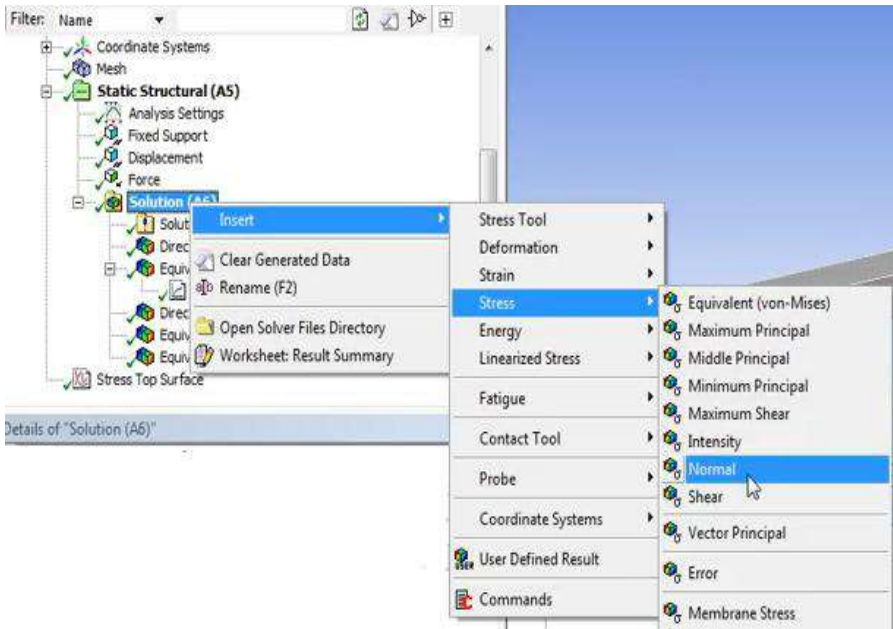 Filter: Name
Coordinate Systems
Mesh
Static Structural (A5)
Analysis Settings
Fixed Support
Displacement
Force
Solution (A6)
Solut
Direc
Equiv
Direc
Equiv
Equiv
Stress Top Surface
Details of "Solution (A6)"
Insert
Clear Generated Data
Rename (F2)
Open Solver Files Directory
Worksheet: Result Summary
Stress Tool
Deformation
Strain
Stress
Energy
Linearized Stress
Fatigue
Contact Tool
Probe
Coordinate Systems
User Defined Result
Commands
Equivalent (von-Mises)
Maximum Principal
Middle Principal
Minimum Principal
Maximum Shear
Intensity
Normal
Shear
Vector Principal
Error
Membrane Stress